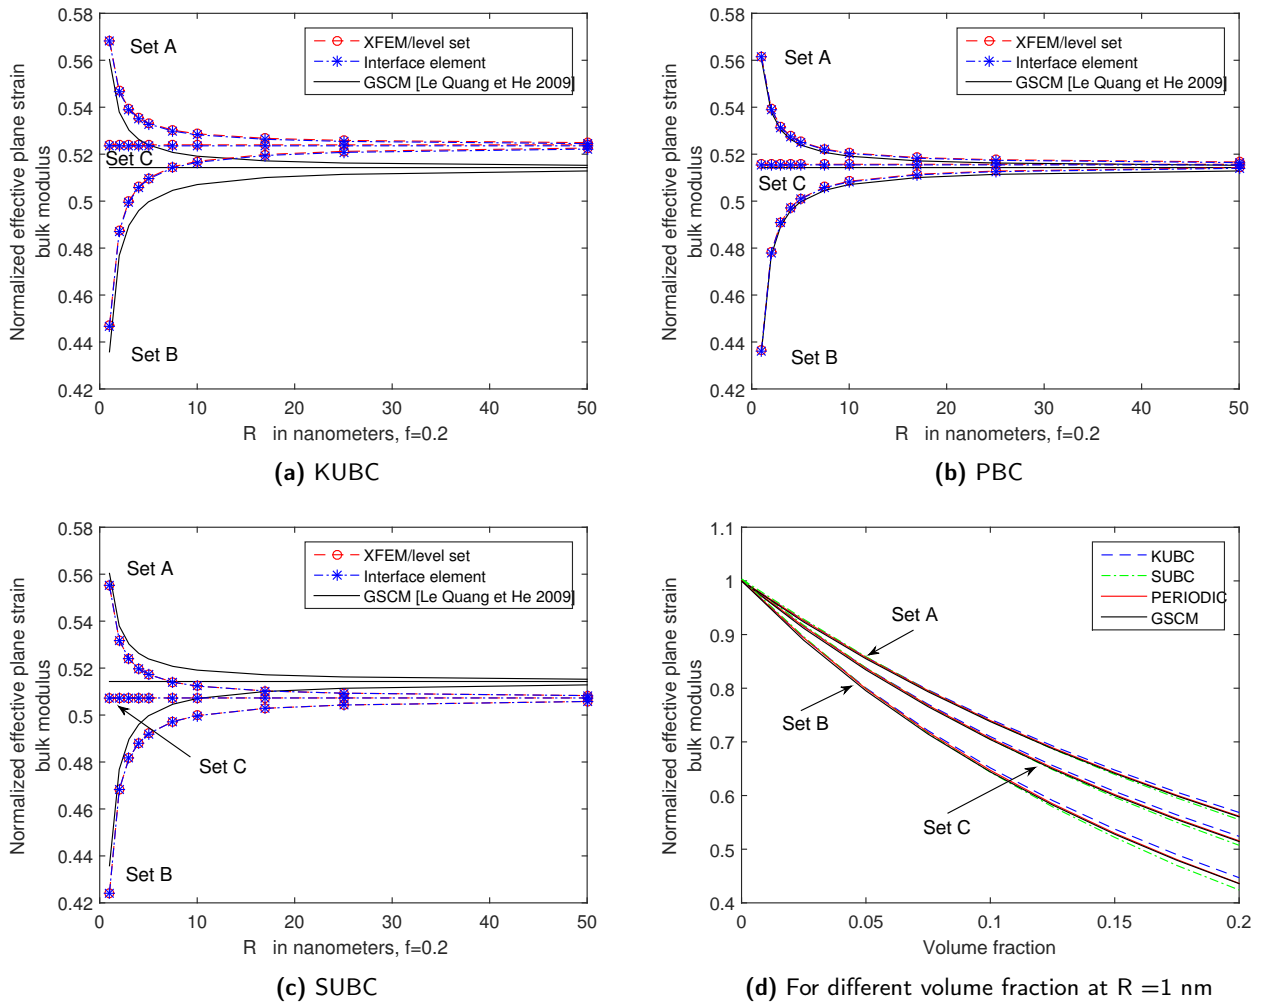 0.58
0.56
0.54
0.52
0.5
0.48
0.46
0.44
0.42
0 10 20 30 40 50
Normalized effective plane strain
bulk modulus
R in nanometers, f=0.2
Set A
Set C
Set B
XFEM/level set
Interface element
GSCM [Le Quang et He 2009]
(a) KUBC
0.58
0.56
0.54
0.52
0.5
0.48
0.46
0.44
0.42
0 10 20 30 40 50
Normalized effective plane strain
bulk modulus
R in nanometers, f=0.2
Set A
Set C
Set B
XFEM/level set
Interface element
GSCM [Le Quang et He 2009]
(b) PBC
0.58
0.56
0.54
0.52
0.5
0.48
0.46
0.44
0.42
0 10 20 30 40 50
Normalized effective plane strain
bulk modulus
R in nanometers, f=0.2
Set A
Set C
Set B
XFEM/level set
Interface element
GSCM [Le Quang et He 2009]
(c) SUBC
1.1
1
0.9
0.8
0.7
0.6
0.5
0.4
0 0.05 0.1 0.15 0.2
Normalized effective plane strain
bulk modulus
Volume fraction
Set A
Set B
Set C
KUBC
SUBC
PERIODIC
GSCM
(d) For different volume fraction at R =1 nm